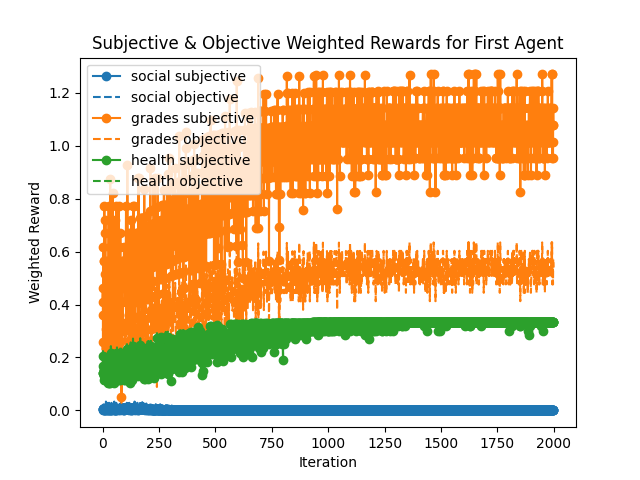 Subjective & Objective Weighted Rewards for First Agent
social subjective
social objective
grades subjective
grades objective
health subjective
health objective
Weighted Reward
1.2
1.0
0.8
0.6
0.4
0.2
0.0
0 250 500 750 1000 1250 1500 1750 2000
Iteration